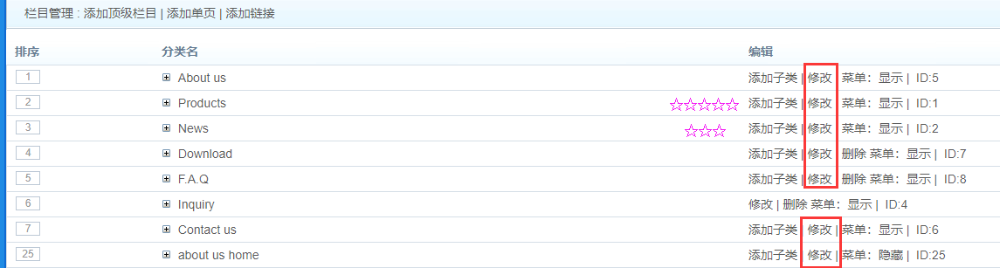 栏目管理 : 添加顶级栏目 | 添加单页 | 添加链接
排序 分类名 编辑
1 About us 添加子类 | 修改 | 菜单：显示 | ID:5
2 Products ☆☆☆☆☆ 添加子类 | 修改 | 菜单：显示 | ID:1
3 News ☆☆☆ 添加子类 | 修改 | 菜单：显示 | ID:2
4 Download 添加子类 | 修改 | 删除 菜单：显示 | ID:7
5 F.A.Q 添加子类 | 修改 | 删除 菜单：显示 | ID:8
6 Inquiry 修改 | 删除 菜单：显示 | ID:4
7 Contact us 添加子类 | 修改 | 菜单：显示 | ID:6
25 about us home 添加子类 | 修改 | 菜单：隐藏 | ID:25